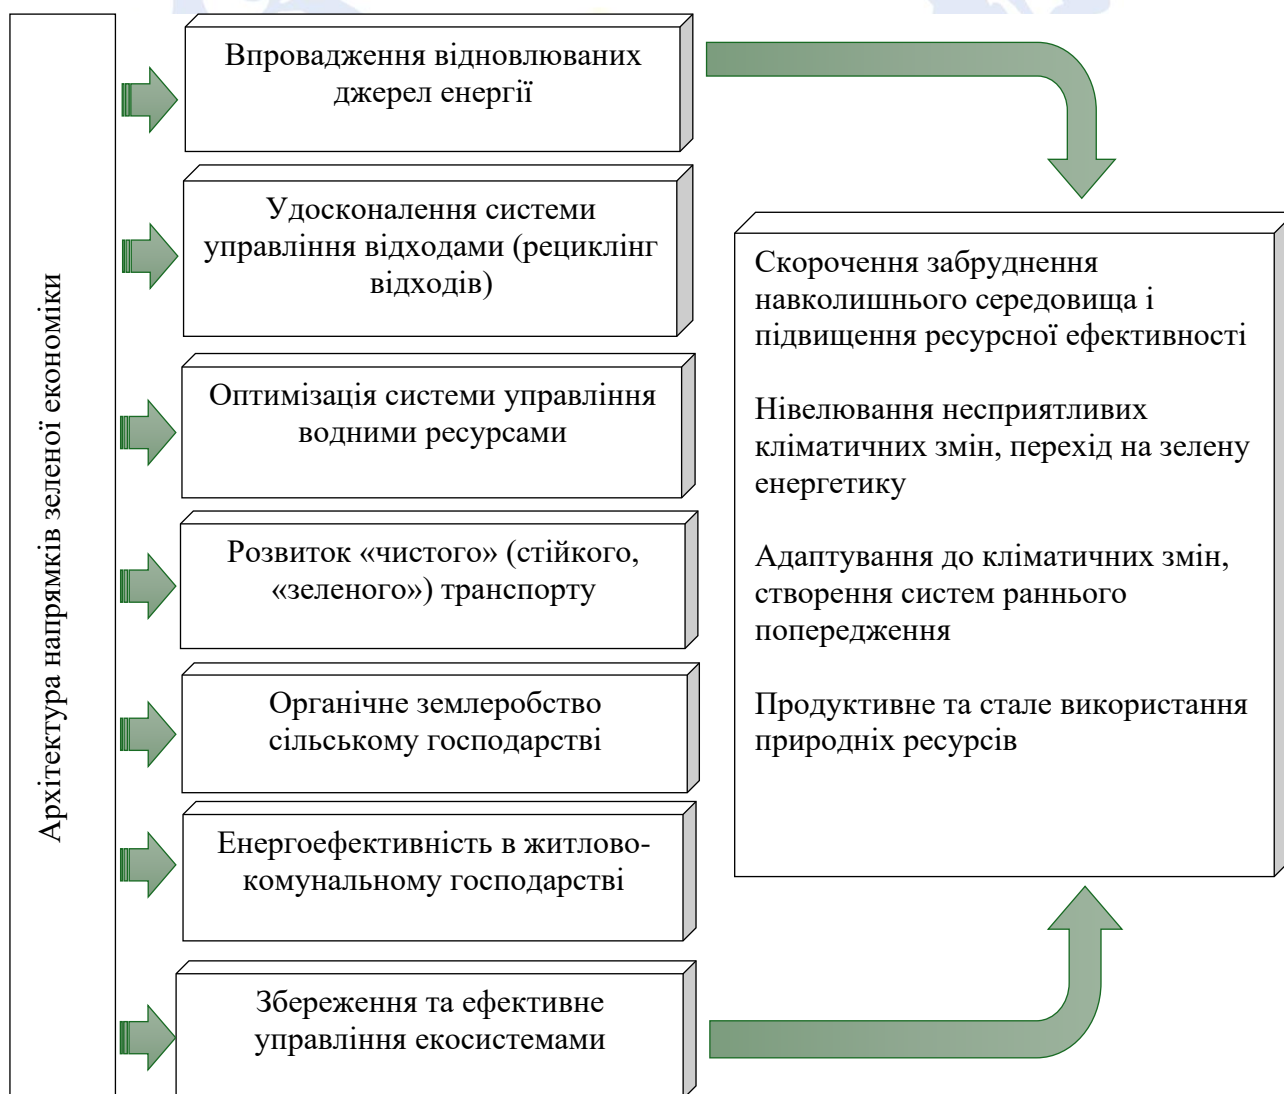 Архітектура напрямків зеленої економіки
Впровадження відновлюваних
джерел енергії
Удосконалення системи
управління відходами (рециклінг
відходів)
Оптимізація системи управління
водними ресурсами
Розвиток «чистого» (стійкого,
«зеленого») транспорту
Органічне землеробство
сільському господарстві
Енергоефективність в житлово-
комунальному господарстві
Збереження та ефективне
управління екосистемами
Скорочення забруднення
навколишнього середовища і
підвищення ресурсної ефективності
Нівелювання несприятливих
кліматичних змін, перехід на зелену
енергетику
Адаптування до кліматичних змін,
створення систем раннього
попередження
Продуктивне та стале використання
природніх ресурсів